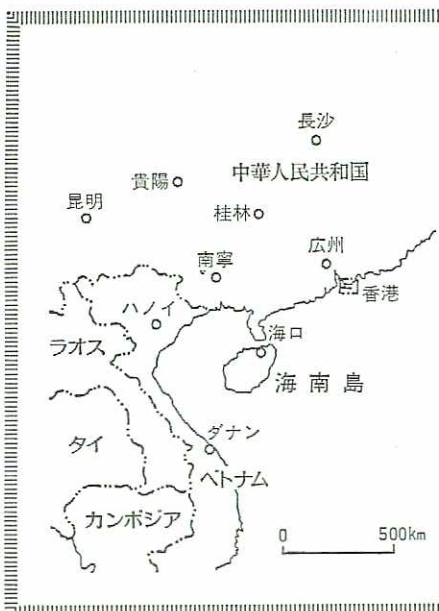 長沙
中華人民共和国
貴陽
昆明
桂林
広州
南寧
香港
ハノイ
海口
ラオス
海南島
ダナン
タイ
ベトナム
カンボジア
0 500km